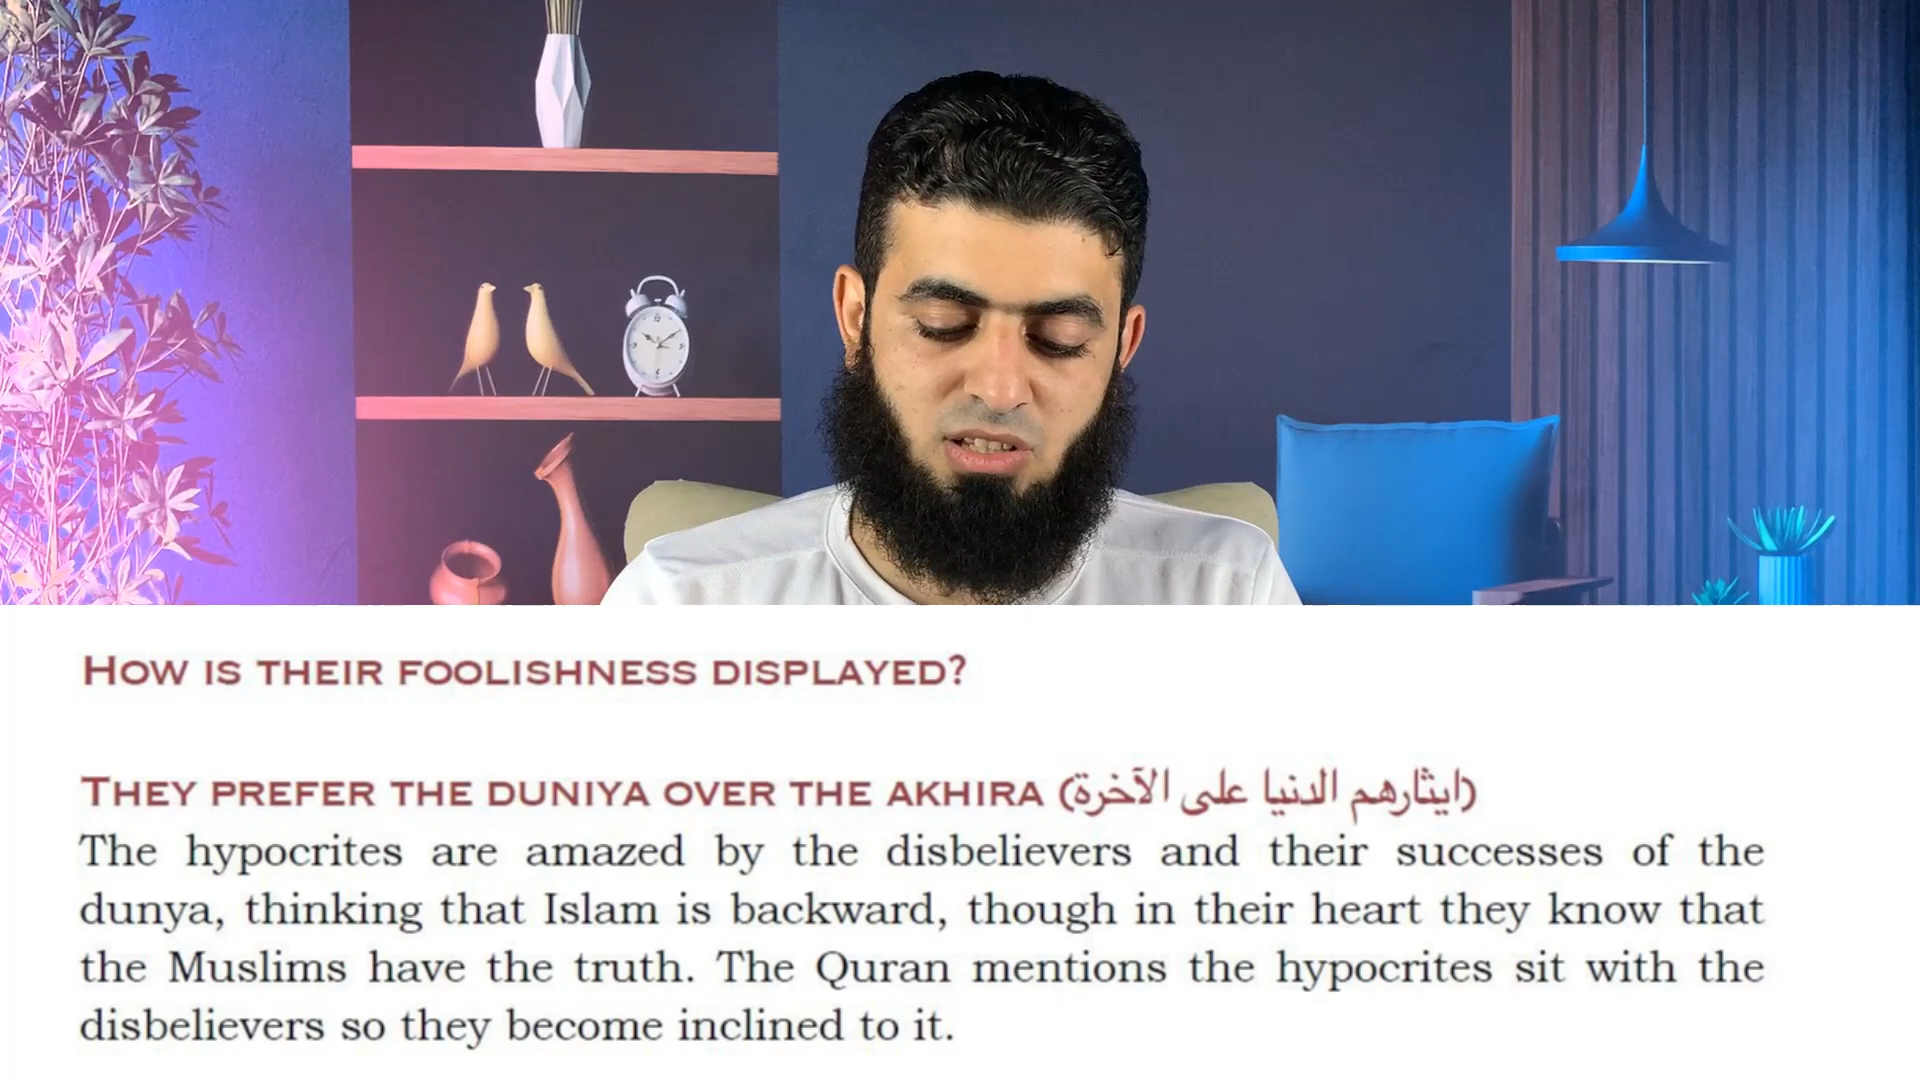 HOW IS THEIR FOOLISHNESS DISPLAYED?
THEY PREFER THE DUNIYA OVER THE AKHIRA (ايثارهم الدنيا على الآخرة)
The hypocrites are amazed by the disbelievers and their successes of the
dunya, thinking that Islam is backward, though in their heart they know that
the Muslims have the truth. The Quran mentions the hypocrites sit with the
disbelievers so they become inclined to it.